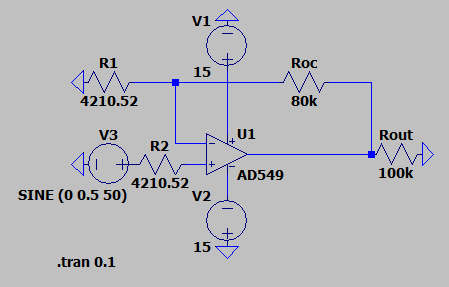 V1
R1
Roc
15
4210.52
80k
V3
R2
U1
Rout
4210.52
AD549
100k
SINE (0 0.5 50)
V2
15
.tran 0.1